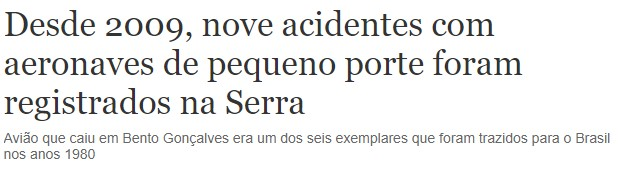 Desde 2009, nove acidentes com
aeronaves de pequeno porte foram
registrados na Serra
Avião que caiu em Bento Gonçalves era um dos seis exemplares que foram trazidos para o Brasil
nos anos 1980